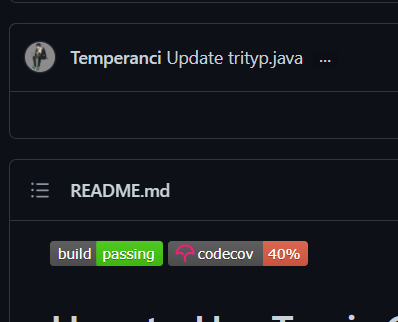 Temperanci Update trityp.java ...
README.md
build passing codecov 40%